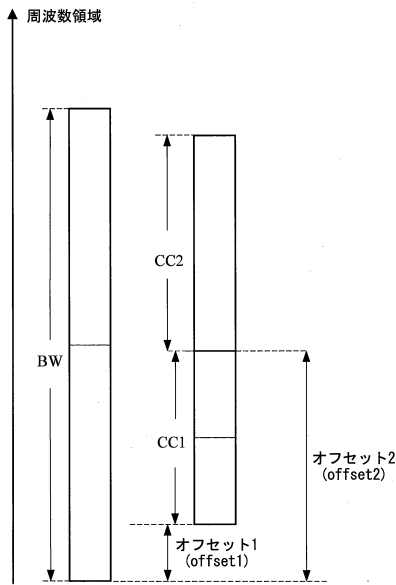 周波数領域
CC2
BW
CC1
オフセット2
(offset2)
オフセット1
(offset1)